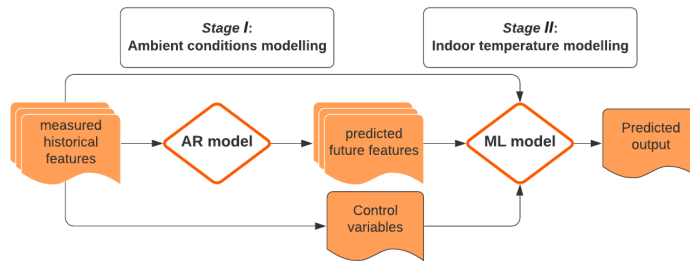 Stage I:
Ambient conditions modelling
Stage II:
Indoor temperature modelling
measured
historical
features
AR model
predicted
future features
ML model
Predicted
output
Control
variables